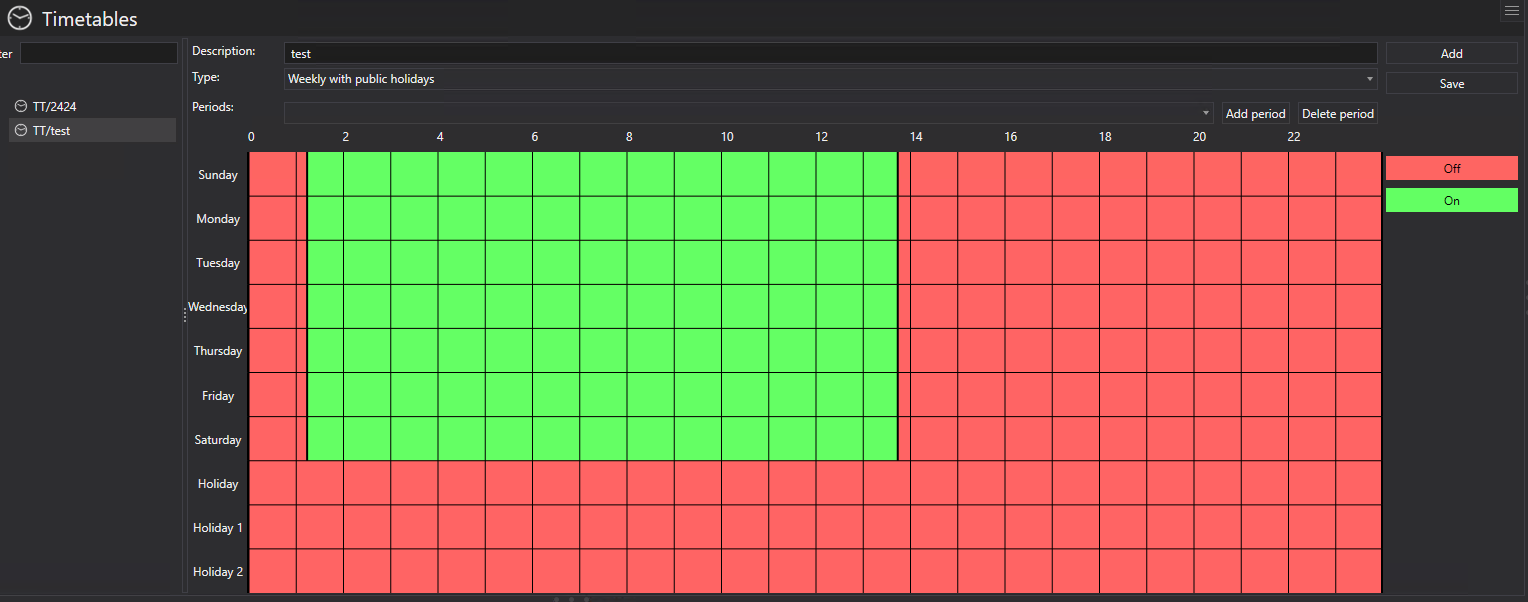 Timetables
ter
Description:
test
Add
Type:
Weekly with public holidays
Save
TT/2424
Periods:
Add period
Delete period
TT/test
0 2 4 6 8 10 12 14 16 18 20 22
Sunday
Off
On
Monday
Tuesday
Wednesday
Thursday
Friday
Saturday
Holiday
Holiday 1
Holiday 2